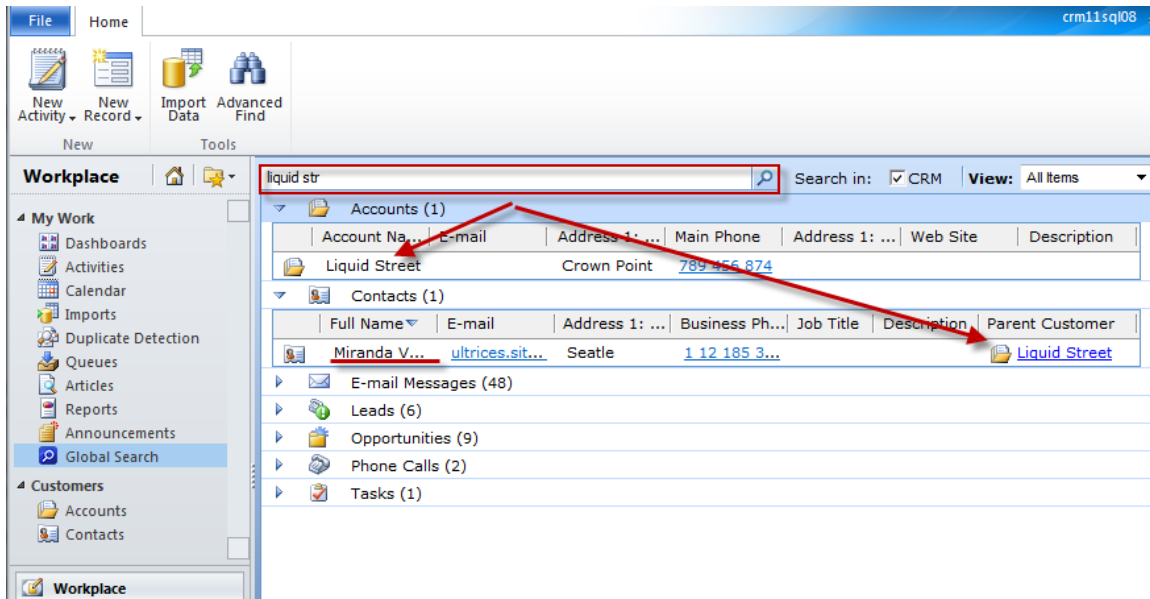 File Home crm11sql08
New Activity New Record Import Data Advanced Find
New Tools
Workplace
liquid str Search in: CRM View: All Items
My Work
Dashboards
Activities
Calendar
Imports
Duplicate Detection
Queues
Articles
Reports
Announcements
Global Search
Customers
Accounts
Contacts
Workplace
Accounts (1)
Account Na... E-mail Address 1: ... Main Phone Address 1: ... Web Site Description
Liquid Street Crown Point 789 456 874
Contacts (1)
Full Name E-mail Address 1: ... Business Ph... Job Title Description Parent Customer
Miranda V... ultrices.sit... Seatle 1 12 185 3... Liquid Street
E-mail Messages (48)
Leads (6)
Opportunities (9)
Phone Calls (2)
Tasks (1)